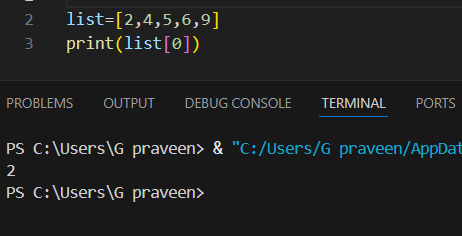 2 list=[2,4,5,6,9]
3 print(list[0])
PROBLEMS OUTPUT DEBUG CONSOLE TERMINAL PORTS
PS C:\Users\G praveen> & "C:/Users/G praveen/AppDat
2
PS C:\Users\G praveen>